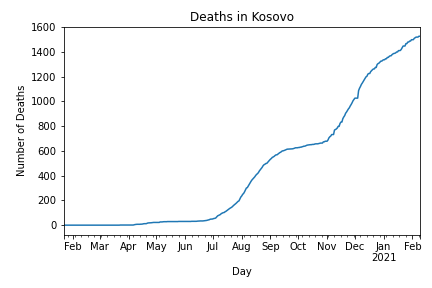 Deaths in Kosovo
Number of Deaths
1600
1400
1200
1000
800
600
400
200
0
Feb Mar Apr May Jun Jul Aug Sep Oct Nov Dec Jan Feb
2021
Day